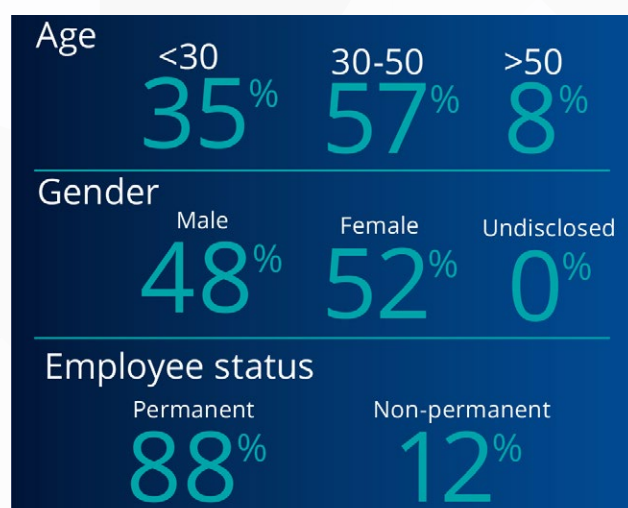 Age
<30 30-50 >50
35% 57% 8%
Gender
Male Female Undisclosed
48% 52% 0%
Employee status
Permanent Non-permanent
88% 12%